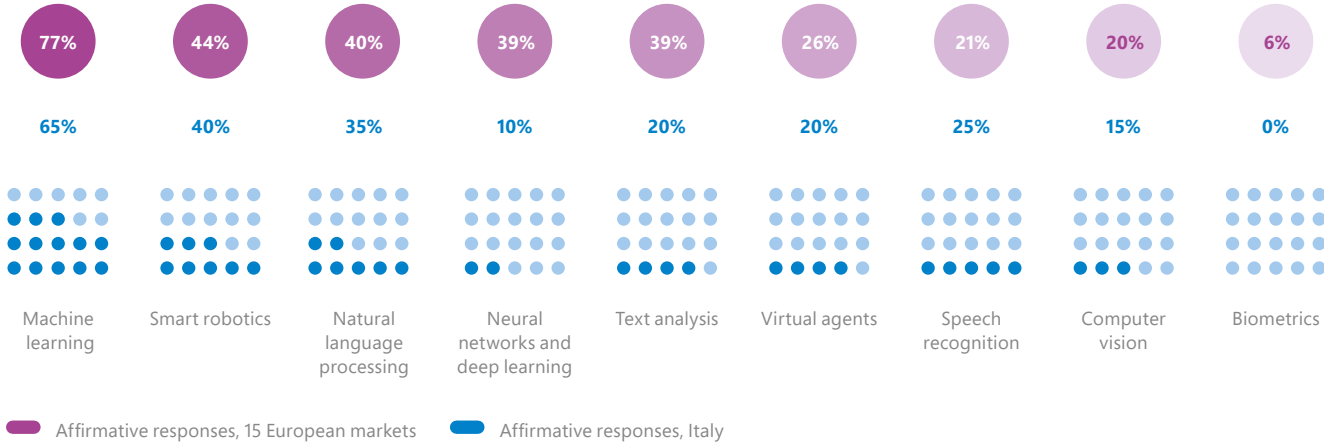 77% 44% 40% 39% 39% 26% 21% 20% 6%
65% 40% 35% 10% 20% 20% 25% 15% 0%
Machine
learning
Smart robotics
Natural
language
processing
Neural
networks and
deep learning
Text analysis
Virtual agents
Speech
recognition
Computer
vision
Biometrics
Affirmative responses, 15 European markets
Affirmative responses, Italy